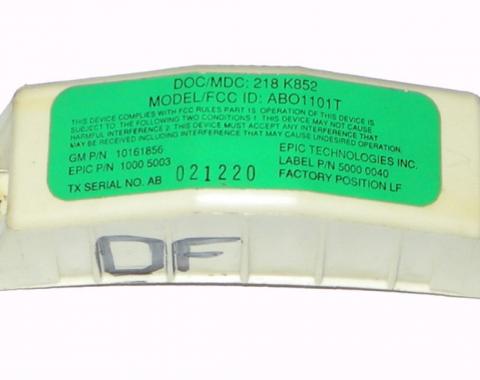 DOC/MDC: 218 K852
MODEL/FCC ID: ABO1101T
THIS DEVICE COMPLIES WITH FCC RULES PART 15. OPERATION OF THIS DEVICE IS
SUBJECT TO THE FOLLOWING TWO CONDITIONS 1. THIS DEVICE MAY NOT CAUSE
HARMFUL INTERFERENCE 2. THIS DEVICE MUST ACCEPT ANY INTERFERENCE THAT
MAY BE RECEIVED INCLUDING INTERFERENCE THAT MAY CAUSE UNDESIRED OPERATION.
GM P/N 10161856
EPIC P/N 1000 5003
TX SERIAL NO. AB 021220
EPIC TECHNOLOGIES INC.
LABEL P/N 5000 0040
FACTORY POSITION LF
DF